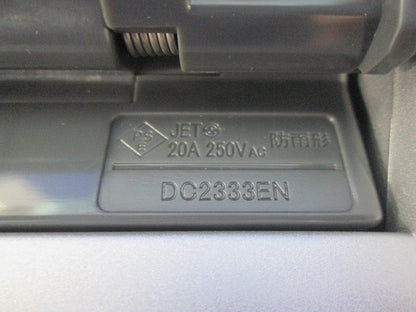 PS
E
JET
20A 250V AC 防雨形
DC2333EN